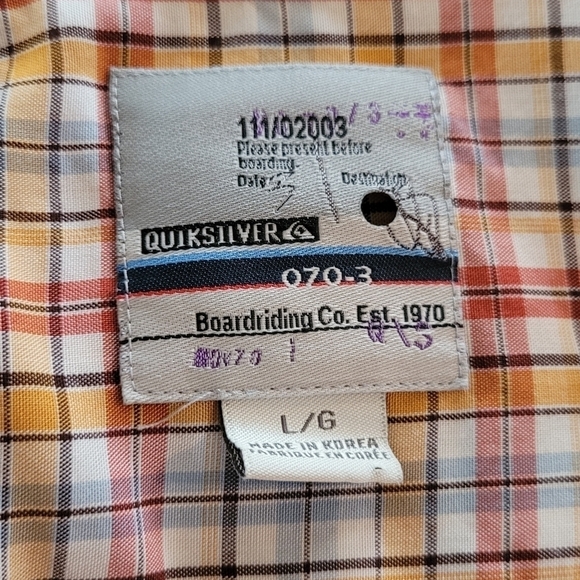 111/02003
Please present before
boarding
Date Destination
QUIKSILVER
070-3
Boardriding Co. Est. 1970
L/G
MADE IN KOREA
FABRIQUE EN CORÉE